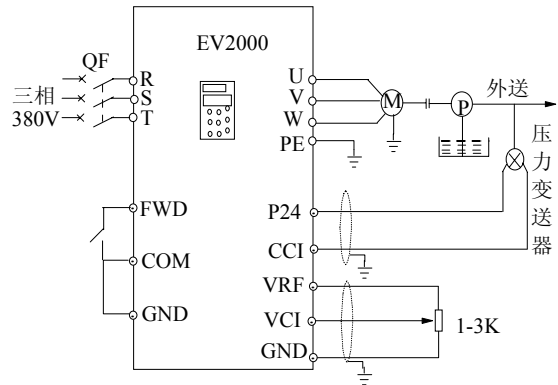 EV2000
QF
三相
380V
R
S
T
U
V
W
PE
M
P
外送
压力变送器
FWD
COM
GND
P24
CCI
VRF
VCI
GND
1-3K